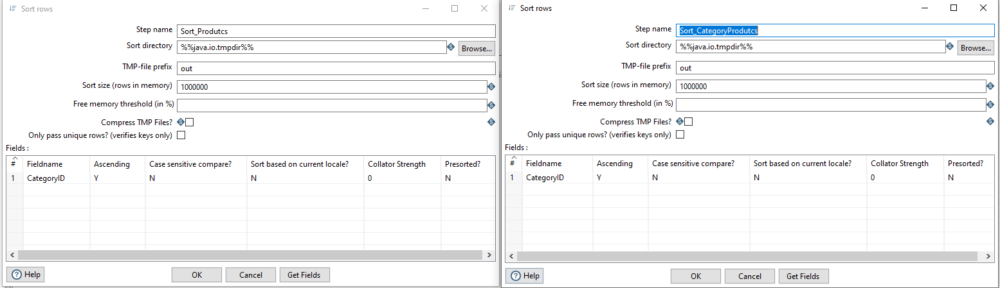 Sort rows
Step name Sort_Produtcs
Sort directory %%java.io.tmpdir%% Browse...
TMP-file prefix out
Sort size (rows in memory) 1000000
Free memory threshold (in %)
Compress TMP Files?
Only pass unique rows? (verifies keys only)
Fields :
# Fieldname Ascending Case sensitive compare? Sort based on current locale? Collator Strength Presorted?
1 CategoryID Y N N 0 N
Help OK Cancel Get Fields
Sort rows
Step name Sort_CategoryProdutcs
Sort directory %%java.io.tmpdir%% Browse...
TMP-file prefix out
Sort size (rows in memory) 1000000
Free memory threshold (in %)
Compress TMP Files?
Only pass unique rows? (verifies keys only)
Fields :
# Fieldname Ascending Case sensitive compare? Sort based on current locale? Collator Strength Presorted?
1 CategoryID Y N N 0 N
Help OK Cancel Get Fields